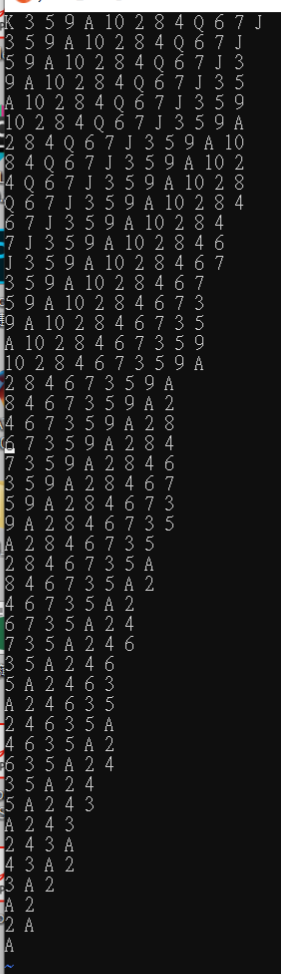 K 3 5 9 A 10 2 8 4 Q 6 7 J
3 5 9 A 10 2 8 4 Q 6 7 J
5 9 A 10 2 8 4 Q 6 7 J 3
9 A 10 2 8 4 Q 6 7 J 3 5
A 10 2 8 4 Q 6 7 J 3 5 9
10 2 8 4 Q 6 7 J 3 5 9 A
2 8 4 Q 6 7 J 3 5 9 A 10
8 4 Q 6 7 J 3 5 9 A 10 2
4 Q 6 7 J 3 5 9 A 10 2 8
Q 6 7 J 3 5 9 A 10 2 8 4
6 7 J 3 5 9 A 10 2 8 4
7 J 3 5 9 A 10 2 8 4 6
J 3 5 9 A 10 2 8 4 6 7
3 5 9 A 10 2 8 4 6 7
5 9 A 10 2 8 4 6 7 3
9 A 10 2 8 4 6 7 3 5
A 10 2 8 4 6 7 3 5 9
10 2 8 4 6 7 3 5 9 A
2 8 4 6 7 3 5 9 A
8 4 6 7 3 5 9 A 2
4 6 7 3 5 9 A 2 8
6 7 3 5 9 A 2 8 4
7 3 5 9 A 2 8 4 6
3 5 9 A 2 8 4 6 7
5 9 A 2 8 4 6 7 3
9 A 2 8 4 6 7 3 5
A 2 8 4 6 7 3 5
2 8 4 6 7 3 5 A
8 4 6 7 3 5 A 2
4 6 7 3 5 A 2
6 7 3 5 A 2 4
7 3 5 A 2 4 6
3 5 A 2 4 6
5 A 2 4 6 3
A 2 4 6 3 5
2 4 6 3 5 A
4 6 3 5 A 2
6 3 5 A 2 4
3 5 A 2 4
5 A 2 4 3
A 2 4 3
2 4 3 A
4 3 A 2
3 A 2
A 2
2 A
A
~